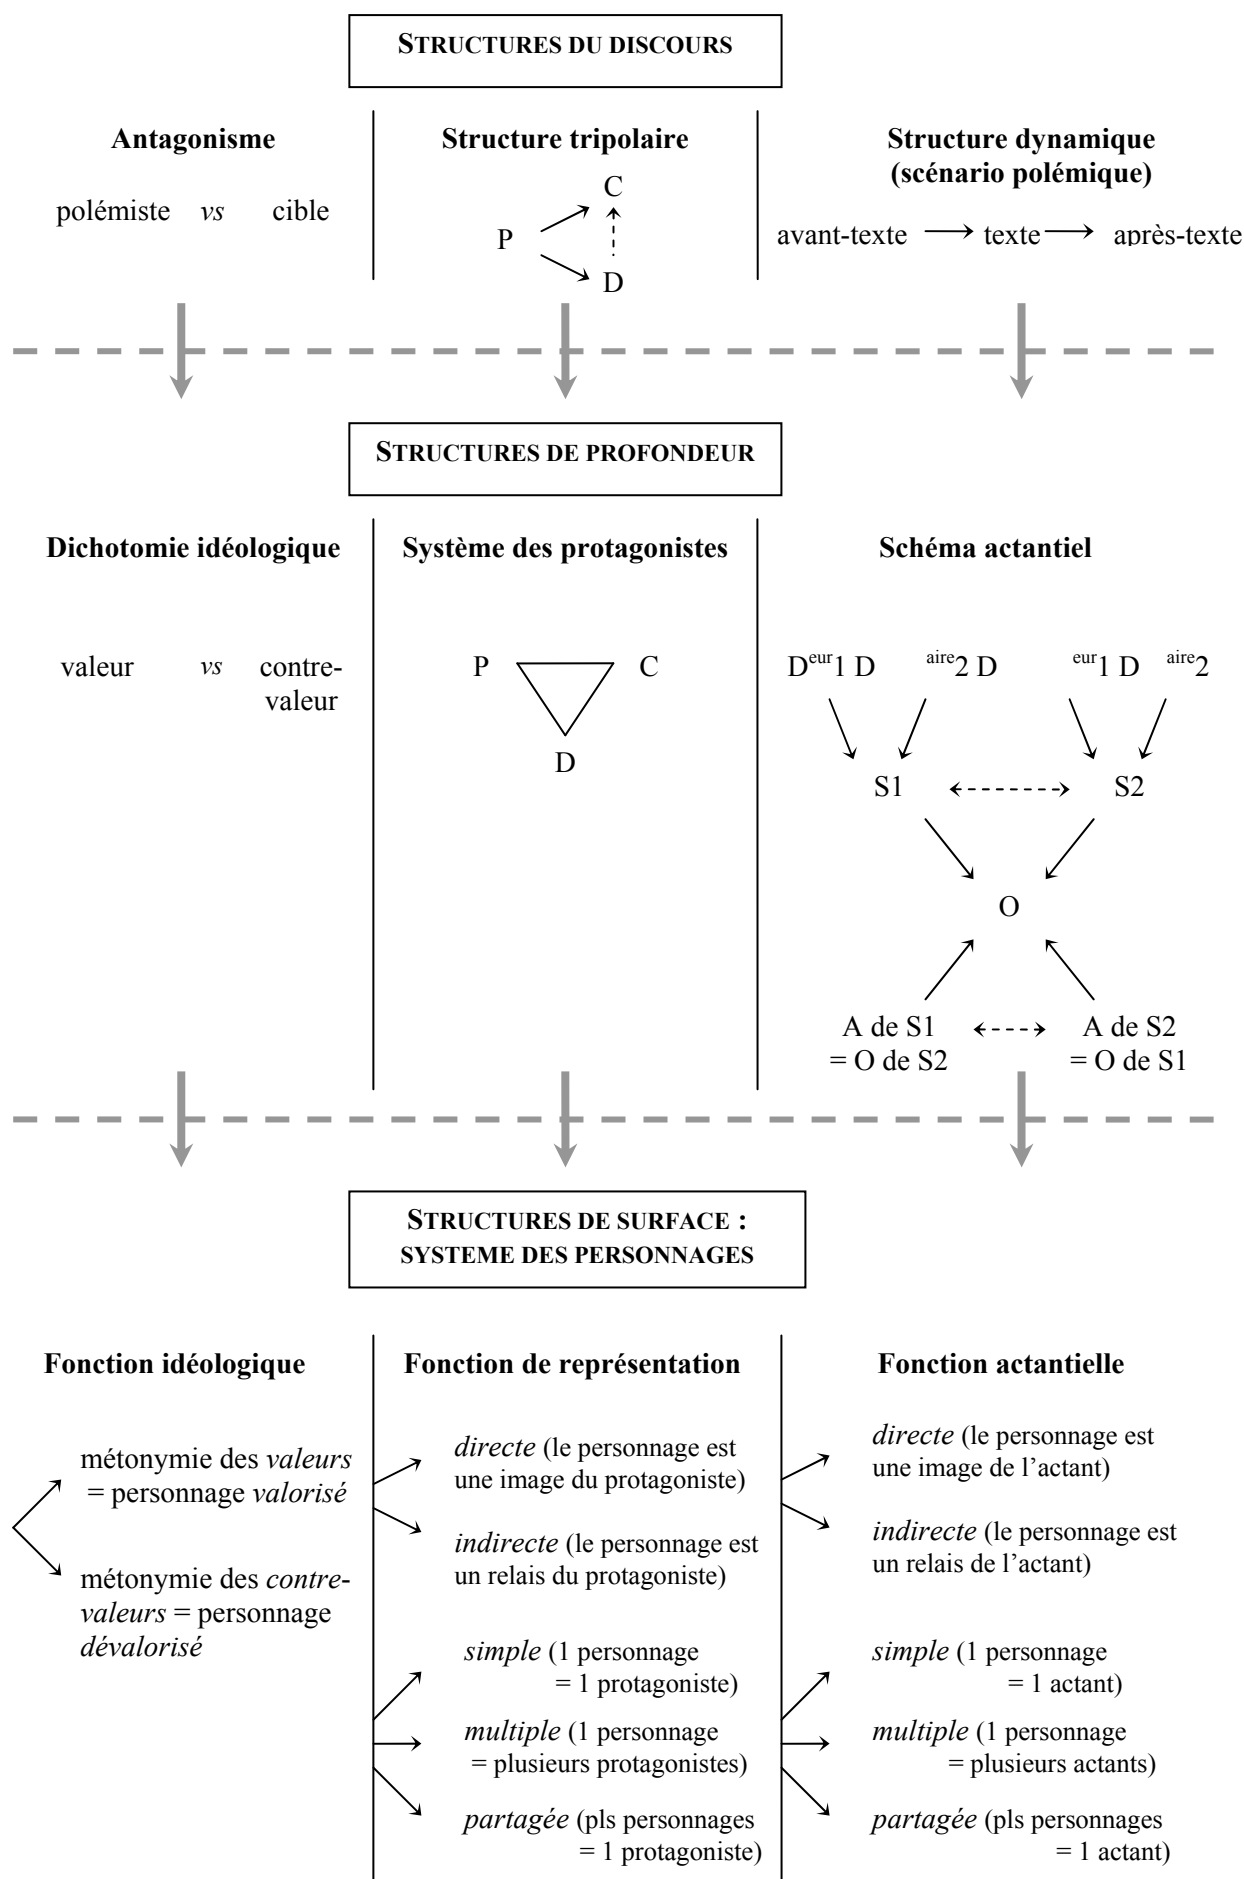 STRUCTURES DU DISCOURS
Antagonisme
polémiste vs cible
Structure tripolaire
C
P
D
Structure dynamique
(scénario polémique)
avant-texte texte après-texte
STRUCTURES DE PROFONDEUR
Dichotomie idéologique
valeur vs contre-
valeur
Système des protagonistes
P C
D
Schéma actantiel
Deur1 D aire2 D eur1 D aire2
S1 S2
O
A de S1 A de S2
= O de S2 = O de S1
STRUCTURES DE SURFACE :
SYSTEME DES PERSONNAGES
Fonction idéologique
métonymie des valeurs
= personnage valorisé
métonymie des contre-
valeurs = personnage
dévalorisé
Fonction de représentation
directe (le personnage est
une image du protagoniste)
indirecte (le personnage est
un relais du protagoniste)
simple (1 personnage
= 1 protagoniste)
multiple (1 personnage
= plusieurs protagonistes)
partagée (pls personnages
= 1 protagoniste)
Fonction actantielle
directe (le personnage est
une image de l’actant)
indirecte (le personnage est
un relais de l’actant)
simple (1 personnage
= 1 actant)
multiple (1 personnage
= plusieurs actants)
partagée (pls personnages
= 1 actant)